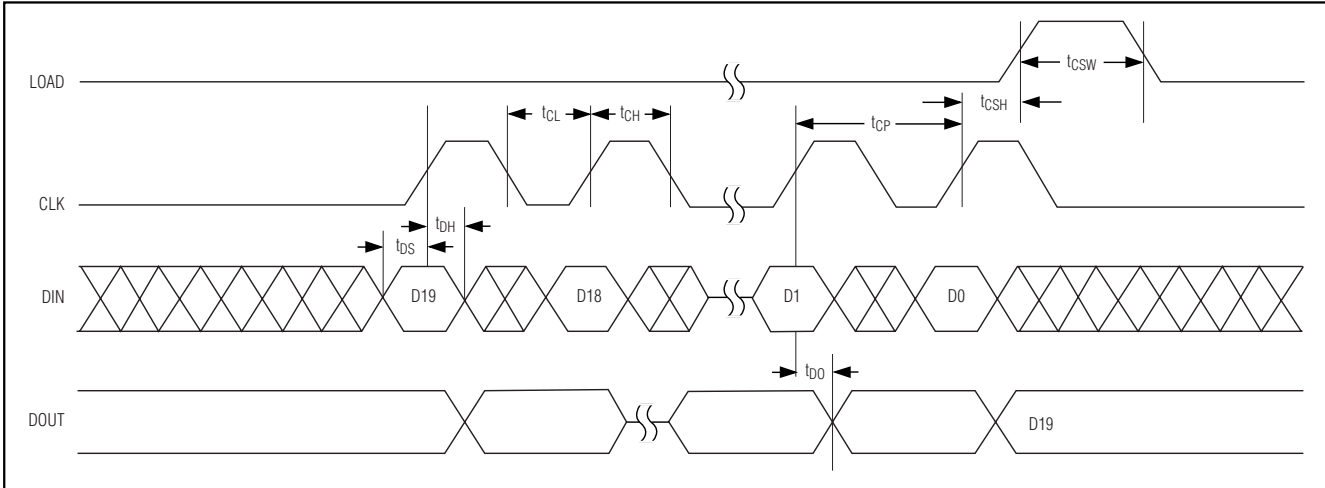 LOAD
tCSW
tCSH
tCL
tCH
tCP
CLK
tDH
tDS
DIN
D19
D18
D1
D0
tDO
DOUT
D19